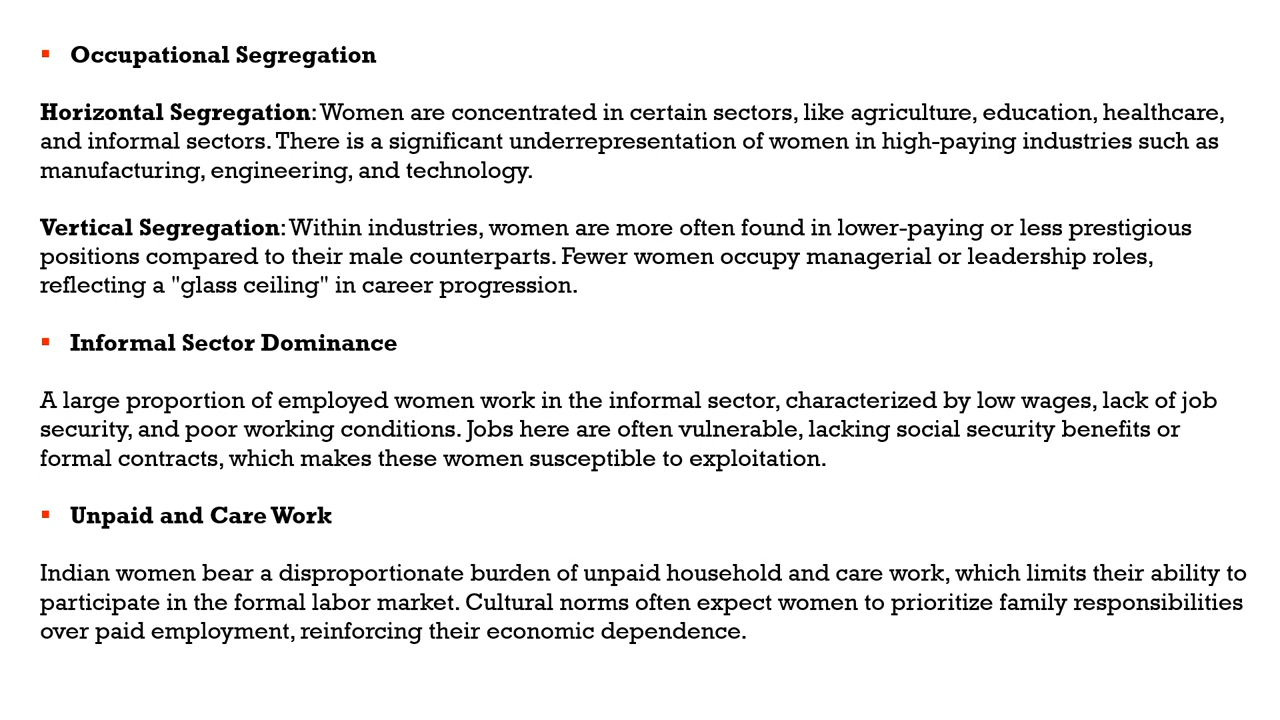 ▪ Occupational Segregation
Horizontal Segregation: Women are concentrated in certain sectors, like agriculture, education, healthcare,
and informal sectors. There is a significant underrepresentation of women in high-paying industries such as
manufacturing, engineering, and technology.
Vertical Segregation: Within industries, women are more often found in lower-paying or less prestigious
positions compared to their male counterparts. Fewer women occupy managerial or leadership roles,
reflecting a "glass ceiling" in career progression.
▪ Informal Sector Dominance
A large proportion of employed women work in the informal sector, characterized by low wages, lack of job
security, and poor working conditions. Jobs here are often vulnerable, lacking social security benefits or
formal contracts, which makes these women susceptible to exploitation.
▪ Unpaid and Care Work
Indian women bear a disproportionate burden of unpaid household and care work, which limits their ability to
participate in the formal labor market. Cultural norms often expect women to prioritize family responsibilities
over paid employment, reinforcing their economic dependence.